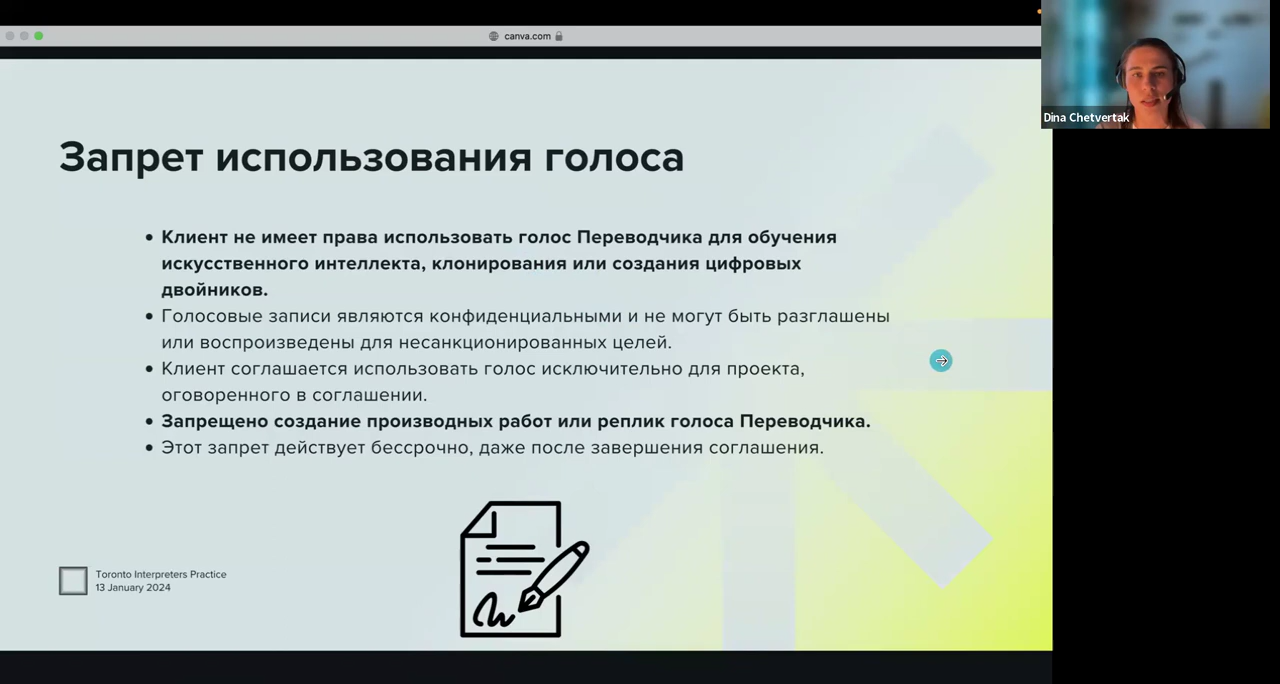 canva.com
Dina Chetvertak
Запрет использования голоса
• Клиент не имеет права использовать голос Переводчика для обучения
искусственного интеллекта, клонирования или создания цифровых
двойников.
• Голосовые записи являются конфиденциальными и не могут быть разглашены
или воспроизведены для несанкционированных целей.
• Клиент соглашается использовать голос исключительно для проекта,
оговоренного в соглашении.
• Запрещено создание производных работ или реплик голоса Переводчика.
• Этот запрет действует бессрочно, даже после завершения соглашения.
Toronto Interpreters Practice
13 January 2024